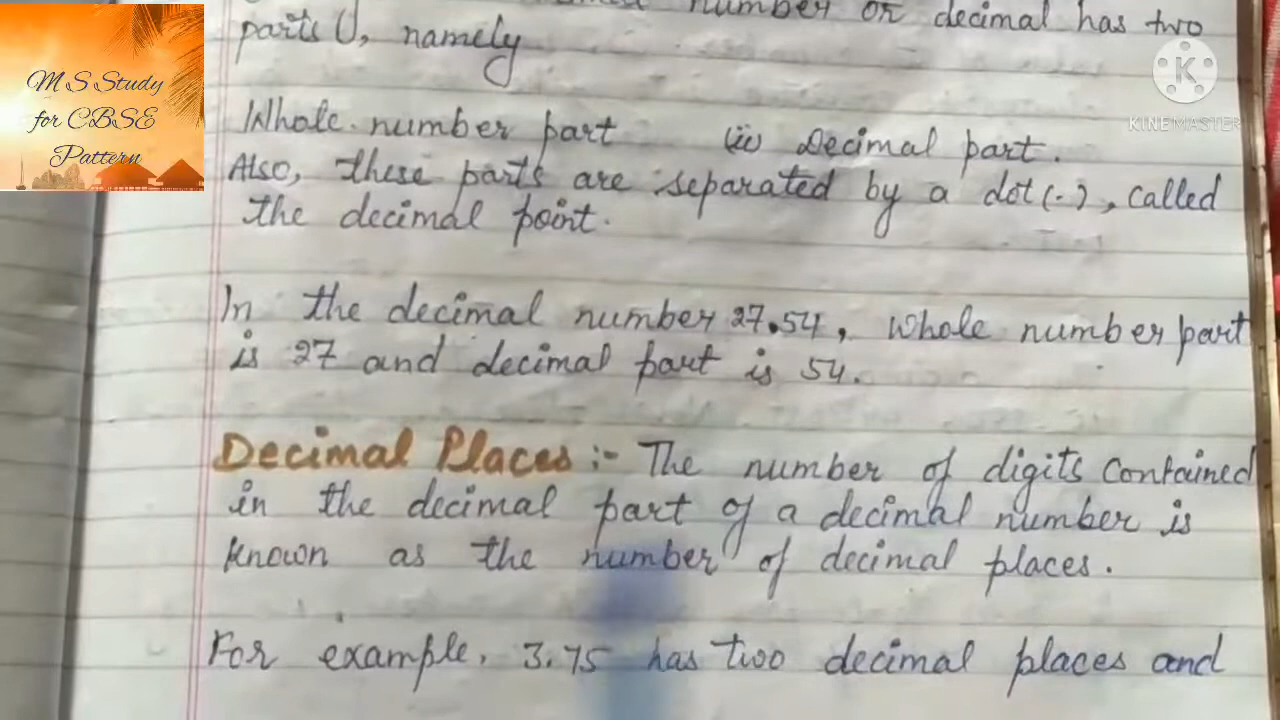 number or decimal has two
parts (), namely
Whole number part (ii) Decimal part.
Also, these parts are separated by a dot (.), called
the decimal point.
In the decimal number 27.54, whole number part
is 27 and decimal part is 54.
Decimal Places :- The number of digits contained
in the decimal part of a decimal number is
known as the number of decimal places.
For example, 3.75 has two decimal places and
M S Study
for CBSE
Pattern
KINEMASTER